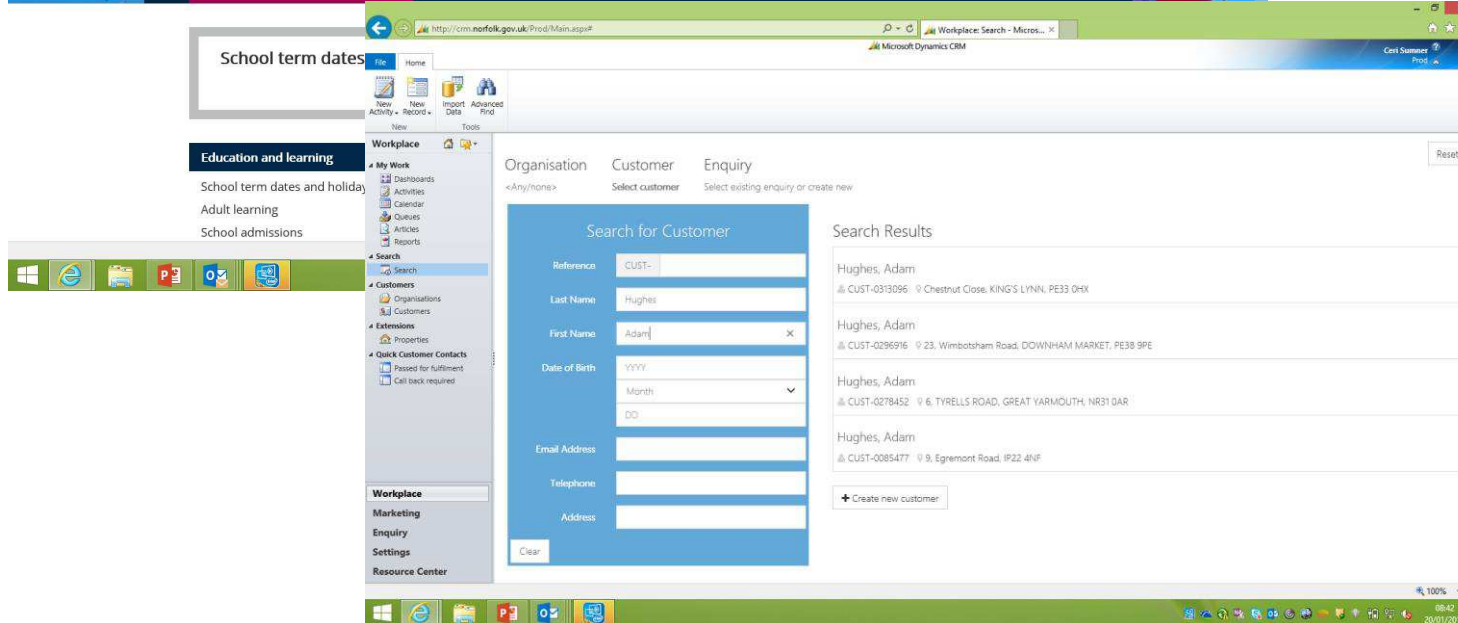 School term dates
Education and learning
School term dates and holiday
Adult learning
School admissions
http://crm.norfolk.gov.uk/Prod/Main.aspx#
Workplace: Search - Micros...
Microsoft Dynamics CRM
Ceri Sumner
Prod
File
Home
New Activity
New Record
Import Data
Advanced Find
New
Tools
Workplace
My Work
Dashboards
Activities
Calendar
Queues
Articles
Reports
Search
Search
Customers
Organisations
Customers
Extensions
Properties
Quick Customer Contacts
Passed for fulfilment
Call back required
Workplace
Marketing
Enquiry
Settings
Resource Center
Reset
Organisation Customer Enquiry
<Any/none> Select customer Select existing enquiry or create new
Search for Customer
Reference CUST-
Last Name Hughes
First Name Adam
Date of Birth YYYY
Month
DD
Email Address
Telephone
Address
Clear
Search Results
Hughes, Adam
CUST-0313096 Chestnut Close, KING'S LYNN, PE33 0HX
Hughes, Adam
CUST-0296916 23, Wimbotsham Road, DOWNHAM MARKET, PE38 9PE
Hughes, Adam
CUST-0278452 6, TYRELLS ROAD, GREAT YARMOUTH, NR31 0AR
Hughes, Adam
CUST-0085477 9, Egremont Road, IP22 4NF
+ Create new customer
100%
08:42
20/01/20